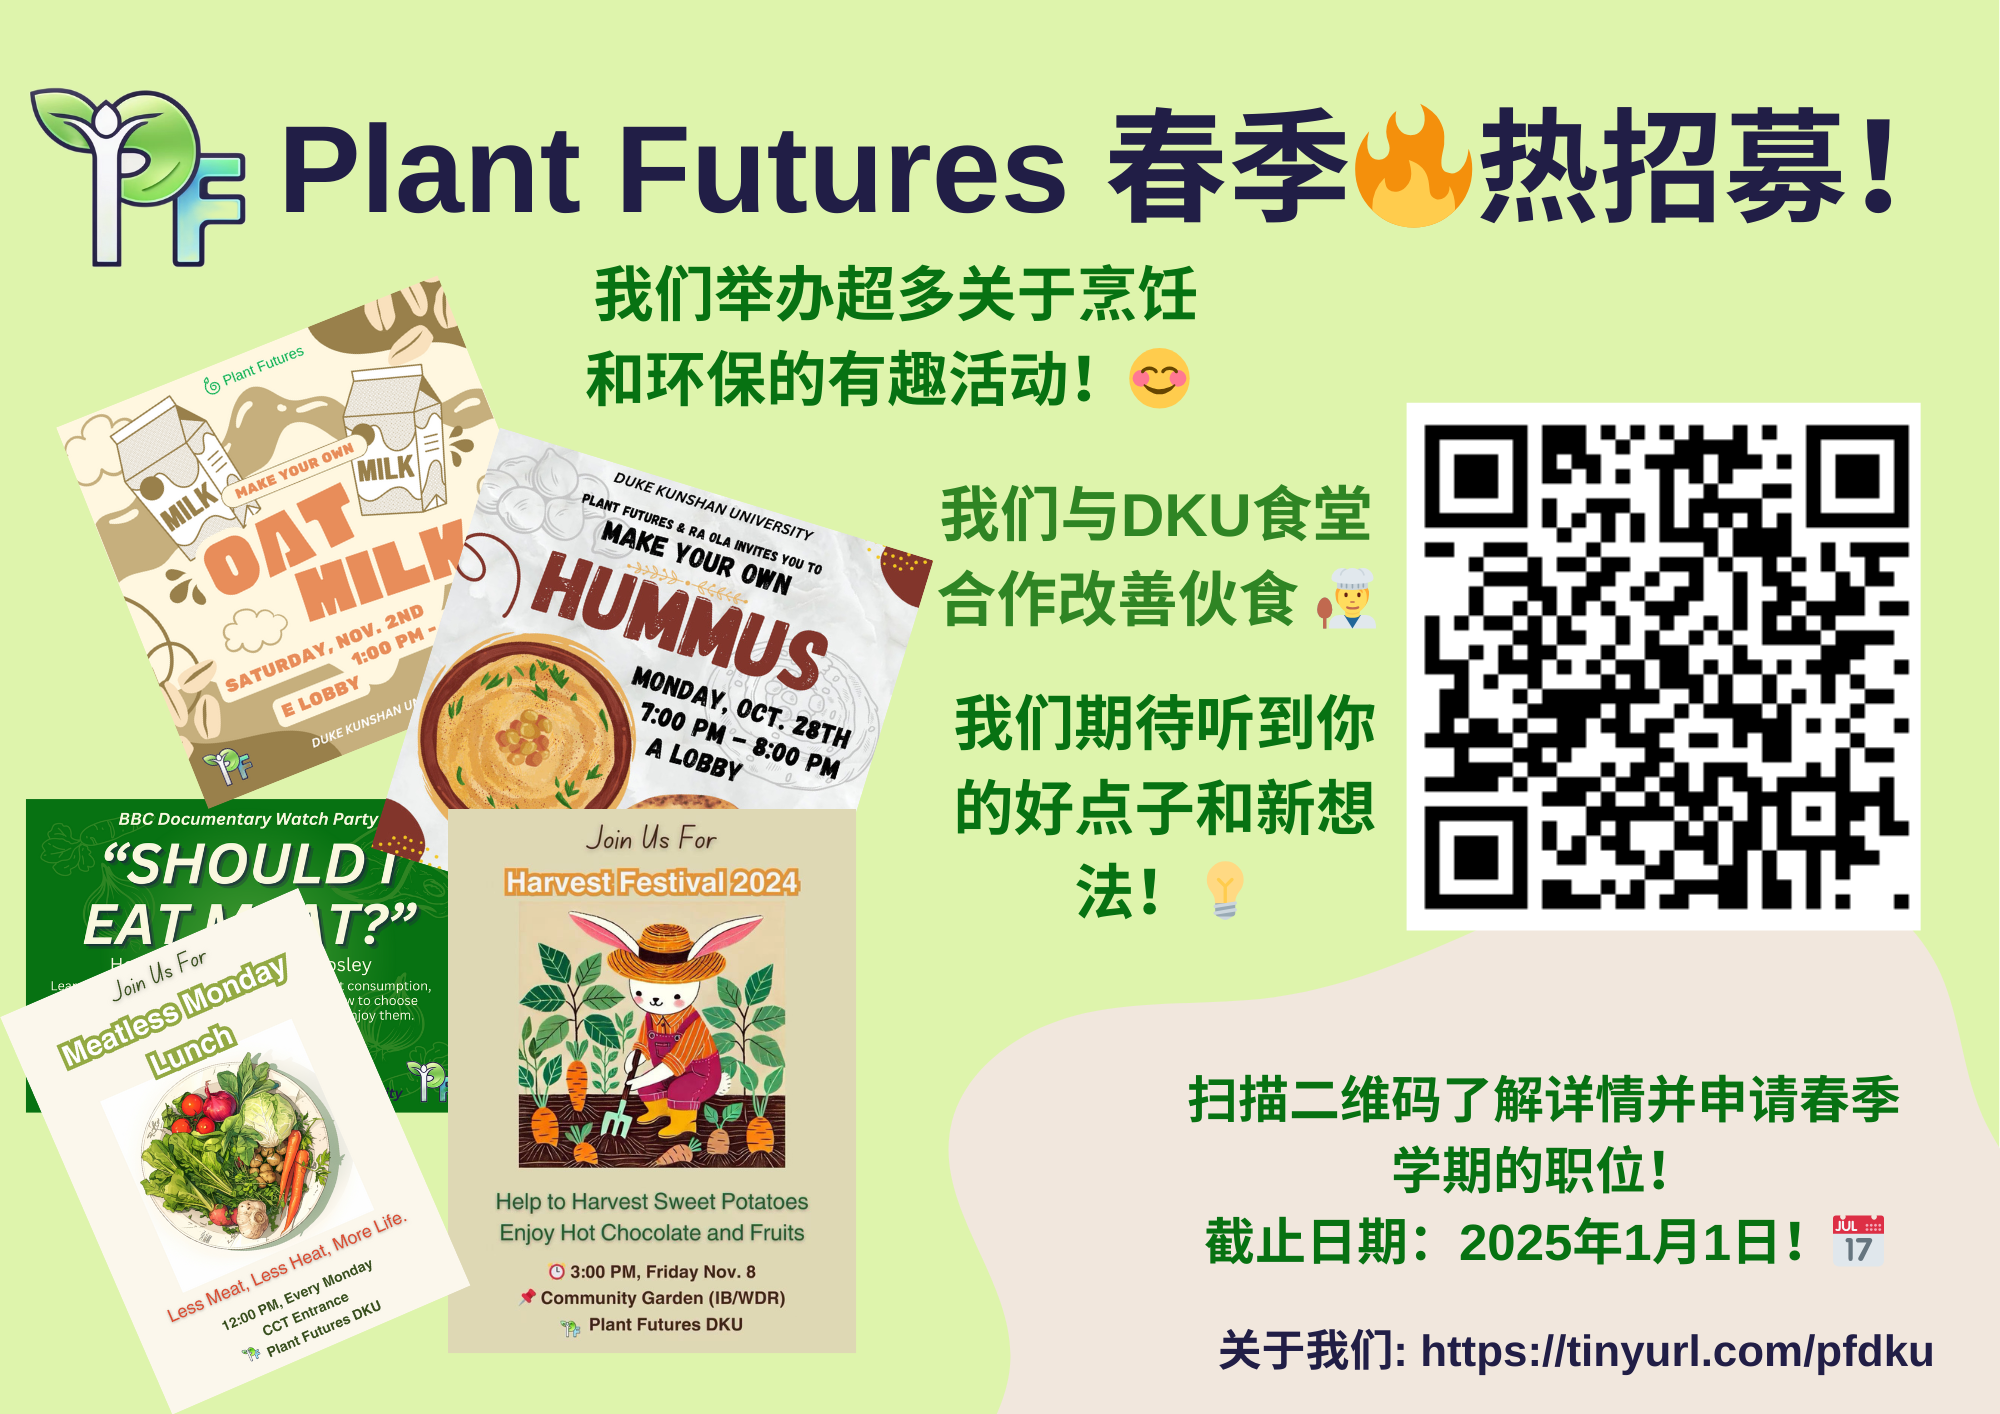 Plant Futures 春季🔥热招募！
我们举办超多关于烹饪
和环保的有趣活动！😊
我们与DKU食堂
合作改善伙食
我们期待听到你
的好点子和新想
法！💡
Plant Futures
MILK
MILK
MAKE YOUR OWN
OAT
MILK
SATURDAY, NOV. 2ND
1:00 PM -
E LOBBY
DUKE KUNSHAN
DUKE KUNSHAN UNIVERSITY
PLANT FUTURES & RA OLA INVITES YOU TO
MAKE YOUR OWN
HUMMUS
MONDAY, OCT. 28TH
7:00 PM – 8:00 PM
A LOBBY
BBC Documentary Watch Party
“SHOULD I
EAT MEAT?”
consumption,
to choose
them.
Join Us For
Meatless Monday
Lunch
Less Meat, Less Heat, More Life.
12:00 PM, Every Monday
CCT Entrance
Plant Futures DKU
Join Us For
Harvest Festival 2024
Help to Harvest Sweet Potatoes
Enjoy Hot Chocolate and Fruits
3:00 PM, Friday Nov. 8
Community Garden (IB/WDR)
Plant Futures DKU
扫描二维码了解详情并申请春季
学期的职位！
截止日期：2025年1月1日！📅
关于我们: https://tinyurl.com/pfdku